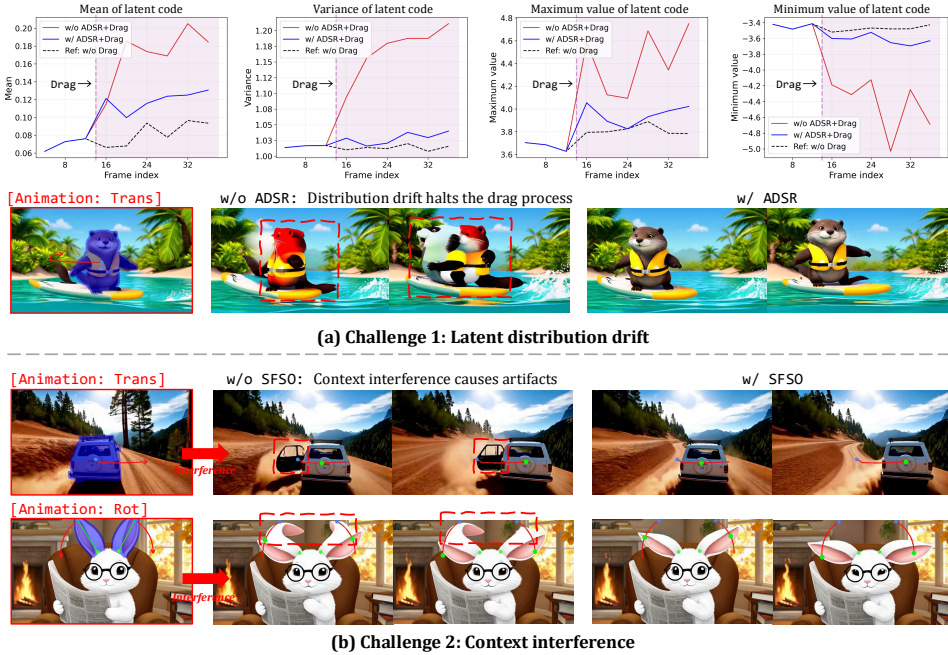 Mean of latent code
w/o ADSR+Drag
w/ ADSR+Drag
Ref: w/o Drag
Drag→
Mean
0.20
0.18
0.16
0.14
0.12
0.10
0.08
0.06
8
16
24
32
Frame index
Variance of latent code
w/o ADSR+Drag
w/ ADSR+Drag
Ref: w/o Drag
Drag→
Variance
1.20
1.18
1.15
1.13
1.10
1.08
1.05
1.03
1.00
8
16
24
32
Frame index
Maximum value of latent code
w/o ADSR+Drag
w/ ADSR+Drag
Ref: w/o Drag
Drag→
Maximum value
4.8
4.6
4.4
4.2
4.0
3.8
3.6
8
16
24
32
Frame index
Minimum value of latent code
Drag→
w/o ADSR+Drag
w/ ADSR+Drag
Ref: w/o Drag
Minimum value
-3.4
-3.6
-3.8
-4.0
-4.2
-4.4
-4.6
-4.8
-5.0
8
16
24
32
Frame index
[Animation: Trans]
w/o ADSR: Distribution drift halts the drag process
w/ ADSR
(a) Challenge 1: Latent distribution drift
[Animation: Trans]
w/o SFSO: Context interference causes artifacts
w/ SFSO
Interference
[Animation: Rot]
Interference
(b) Challenge 2: Context interference